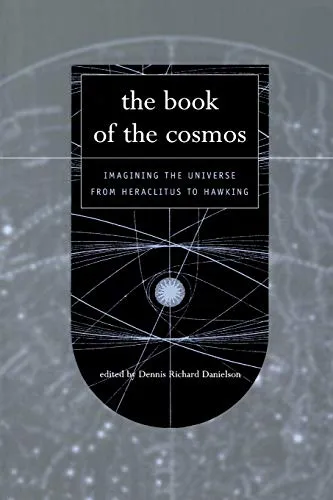 the book
of the cosmos
IMAGINING THE UNIVERSE
FROM HERACLITUS TO HAWKING
edited by Dennis Richard Danielson